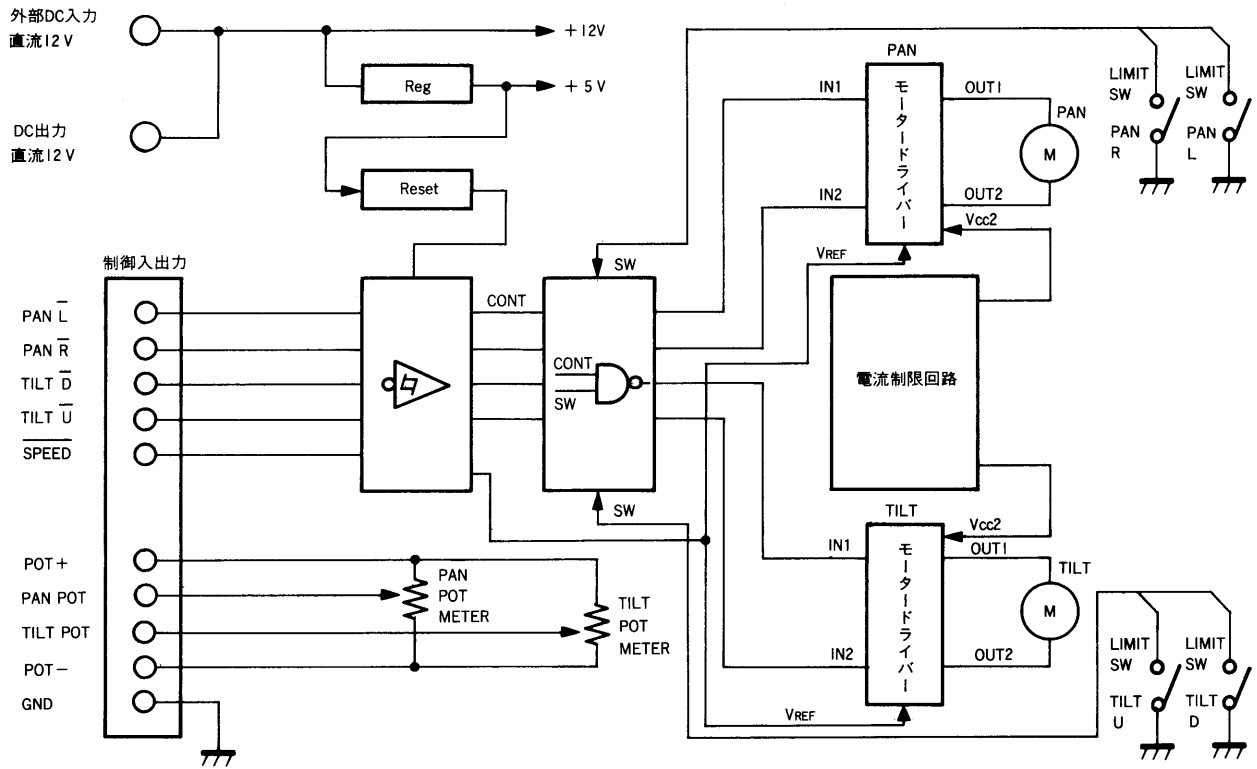 外部DC入力
直流12V
+12V
Reg
+5V
DC出力
直流12V
Reset
制御入出力
PAN L̅
PAN R̅
TILT D̅
TILT U̅
S̅P̅E̅E̅D̅
POT+
PAN POT
TILT POT
POT−
GND
PAN
POT
METER
TILT
POT
METER
CONT
SW
CONT
SW
SW
PAN
モータードライバー
IN1
IN2
OUT1
OUT2
Vcc2
VREF
PAN
M
LIMIT
SW
PAN
R
LIMIT
SW
PAN
L
電流制限回路
TILT
モータードライバー
IN1
IN2
Vcc2
OUT1
OUT2
VREF
TILT
M
LIMIT
SW
TILT
U
LIMIT
SW
TILT
D